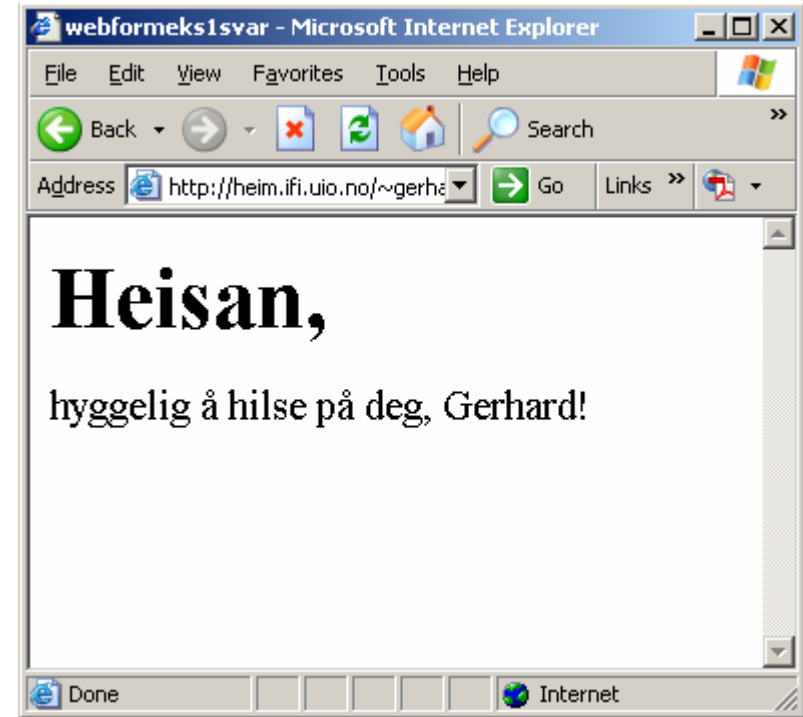 webformeks1svar - Microsoft Internet Explorer
File Edit View Favorites Tools Help
Back Search »
Address http://heim.ifi.uio.no/~gerha Go Links »
Heisan,
hyggelig å hilse på deg, Gerhard!
Done Internet